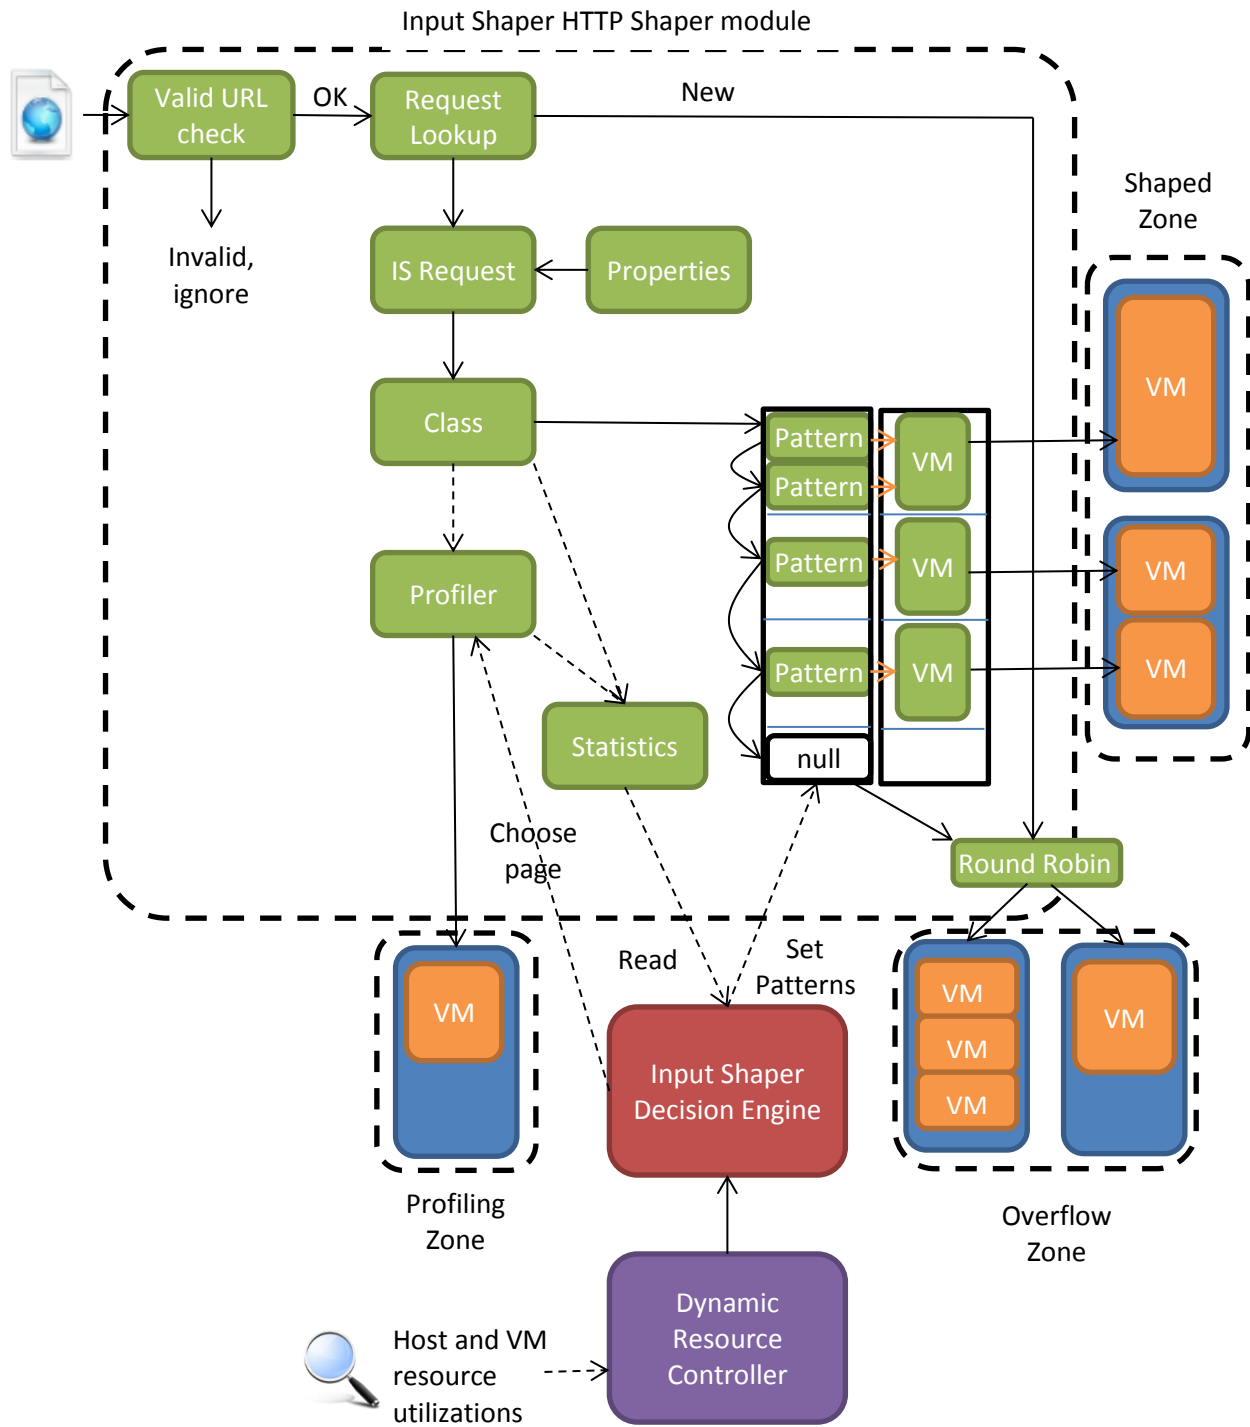 Input Shaper HTTP Shaper module
Valid URL
check
OK
Request
Lookup
New
Invalid,
ignore
IS Request
Properties
Shaped
Zone
Class
Pattern
Pattern
Pattern
Pattern
null
VM
VM
VM
VM
VM
VM
Profiler
Statistics
Choose
page
Round Robin
Read
Set
Patterns
VM
Profiling
Zone
Input Shaper
Decision Engine
VM
VM
VM
VM
Overflow
Zone
Dynamic
Resource
Controller
Host and VM
resource
utilizations